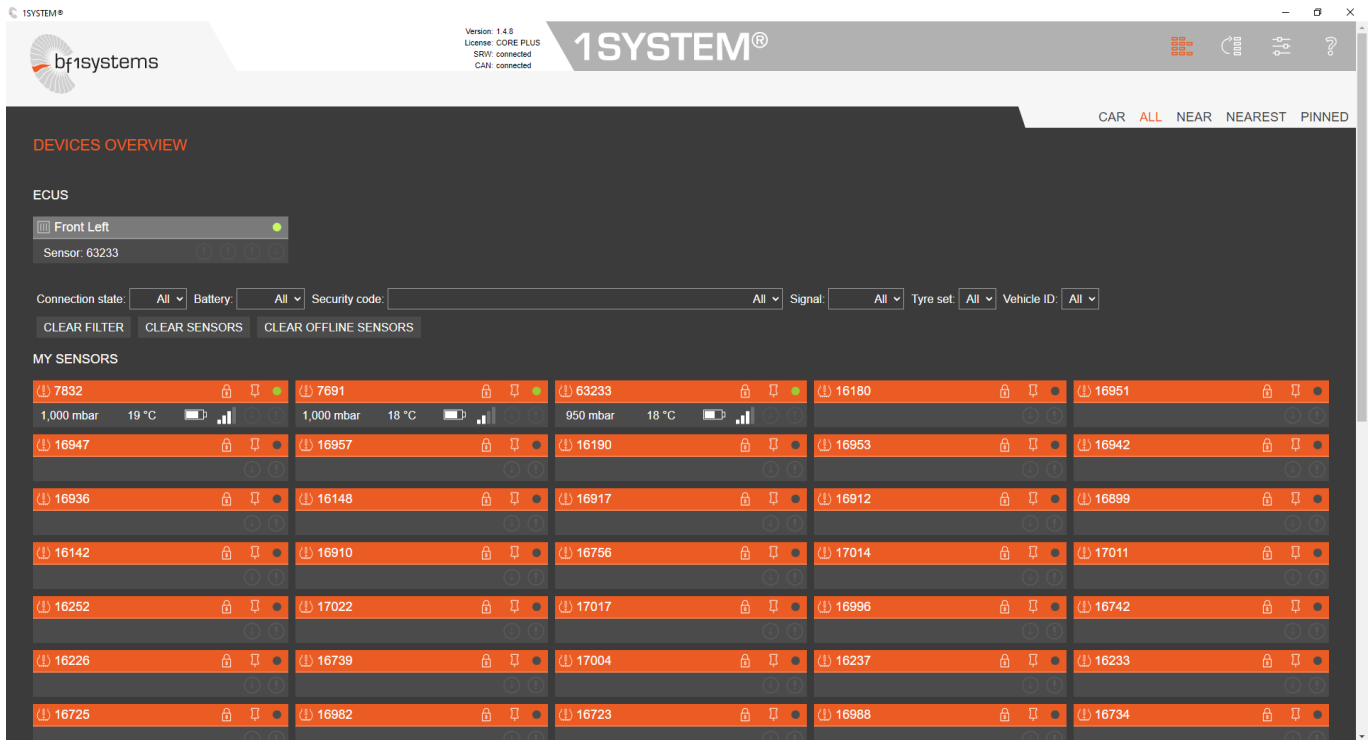 1SYSTEM®
Version: 1.4.8
License: CORE PLUS
SRW: connected
CAN: connected
bf1systems
1SYSTEM®
CAR ALL NEAR NEAREST PINNED
DEVICES OVERVIEW
ECUS
Front Left
Sensor: 63233
Connection state: All Battery: All Security code: All Signal: All Tyre set: All Vehicle ID: All
CLEAR FILTER CLEAR SENSORS CLEAR OFFLINE SENSORS
MY SENSORS
7832 7691 63233 16180 16951
1,000 mbar 19 °C 1,000 mbar 18 °C 950 mbar 18 °C
16947 16957 16190 16953 16942
16936 16148 16917 16912 16899
16142 16910 16756 17014 17011
16252 17022 17017 16996 16742
16226 16739 17004 16237 16233
16725 16982 16723 16988 16734